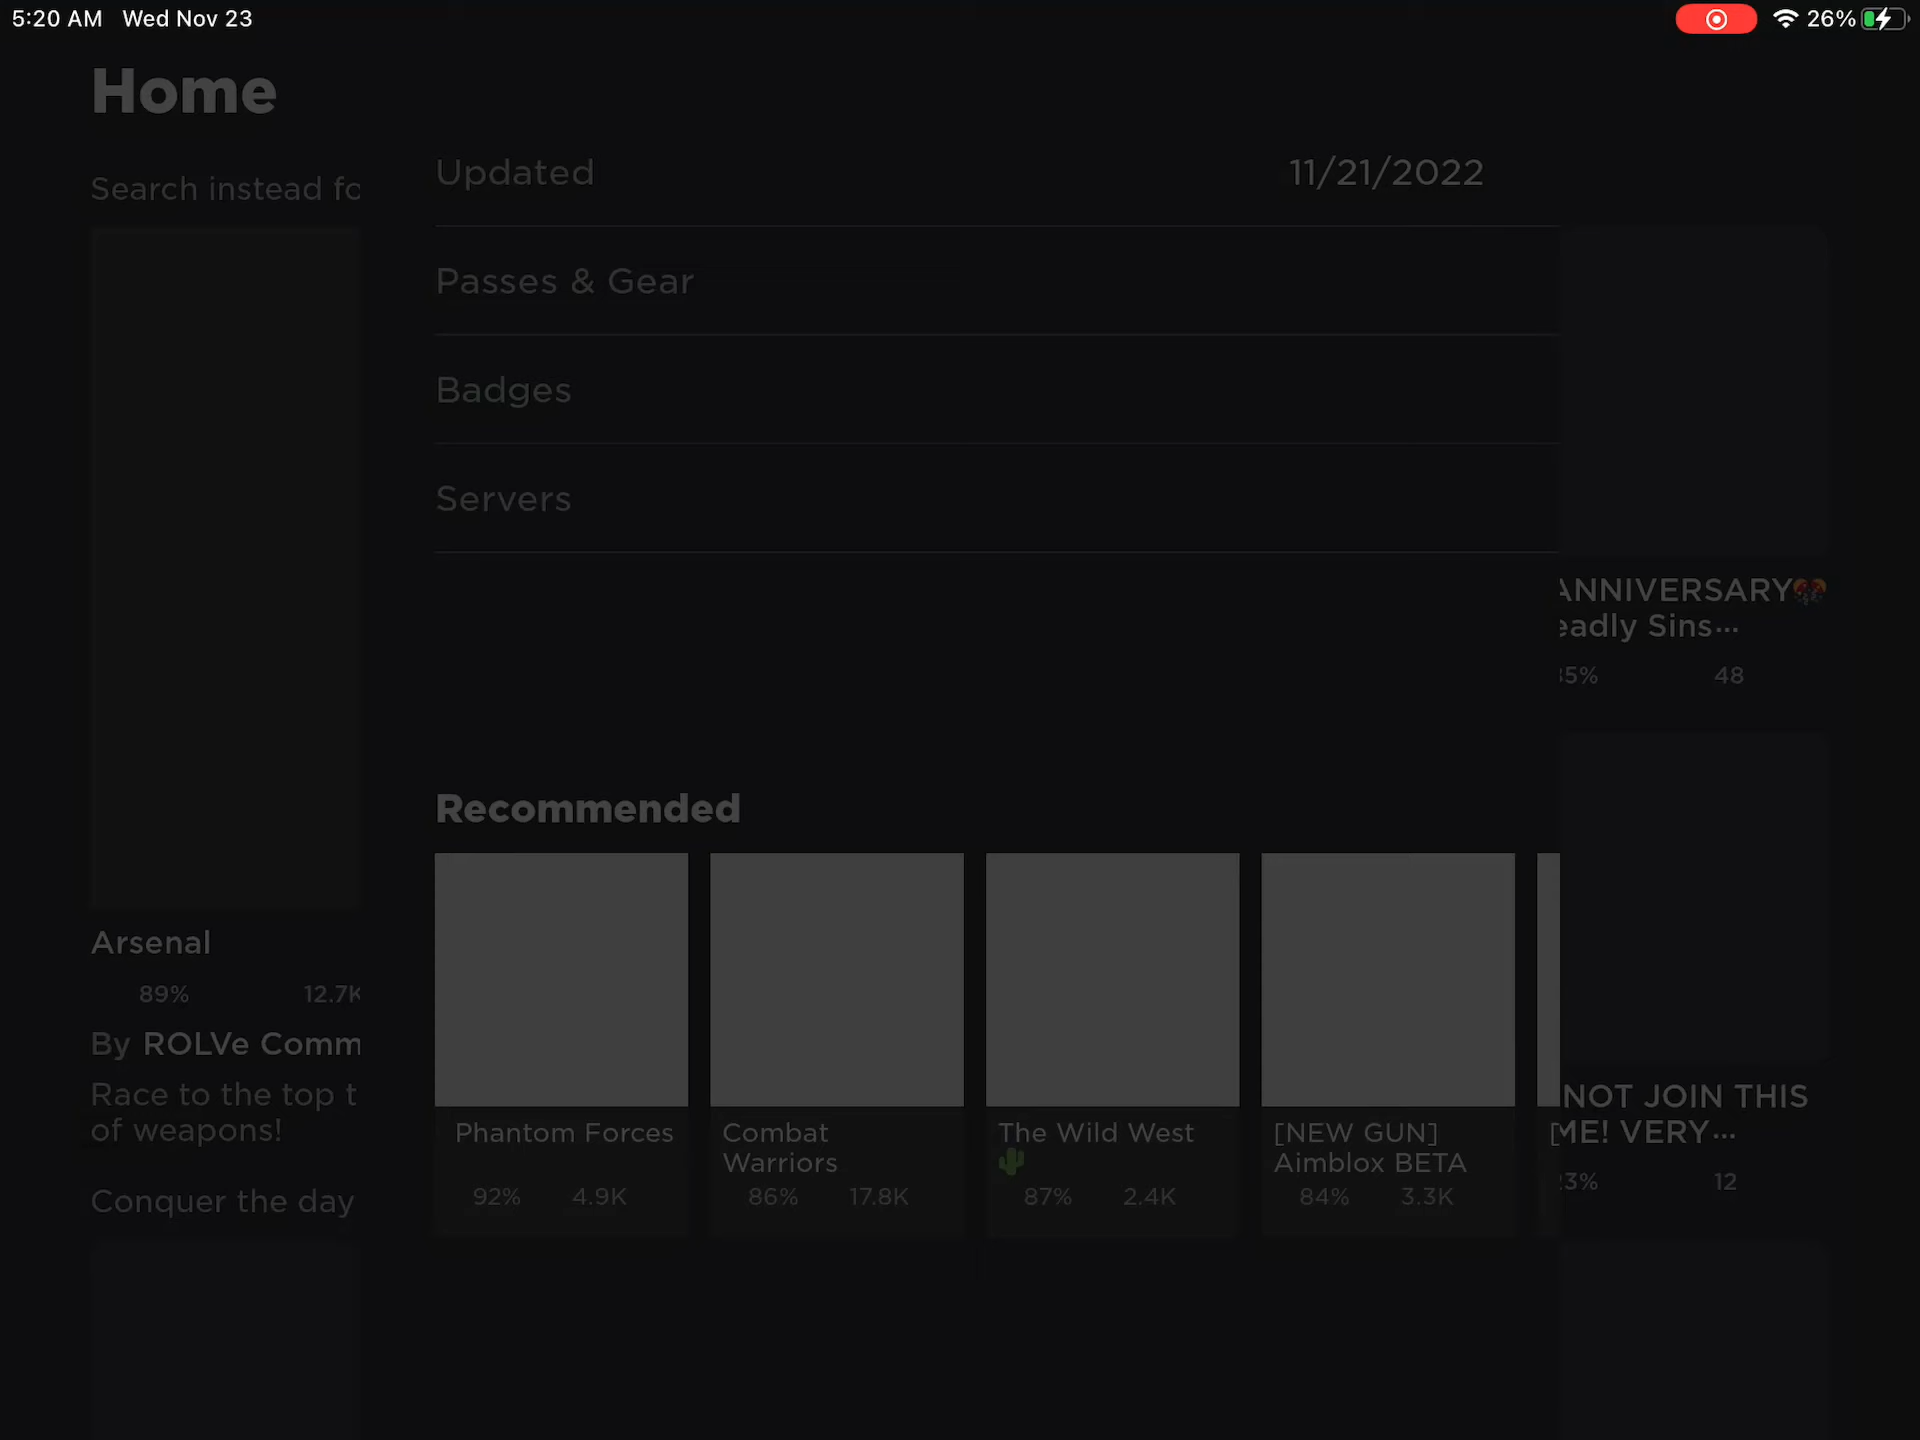 5:20 AM Wed Nov 23
26%
Home
Search instead fo
Updated 11/21/2022
Passes & Gear
Badges
Servers
ANNIVERSARY🎊
eadly Sins...
35% 48
Recommended
Arsenal
89% 12.7K
By ROLVe Comm
Race to the top t
of weapons!
Conquer the day
Phantom Forces
92% 4.9K
Combat
Warriors
86% 17.8K
The Wild West
🌵
87% 2.4K
[NEW GUN]
Aimblox BETA
84% 3.3K
[
NOT JOIN THIS
ME! VERY...
23% 12